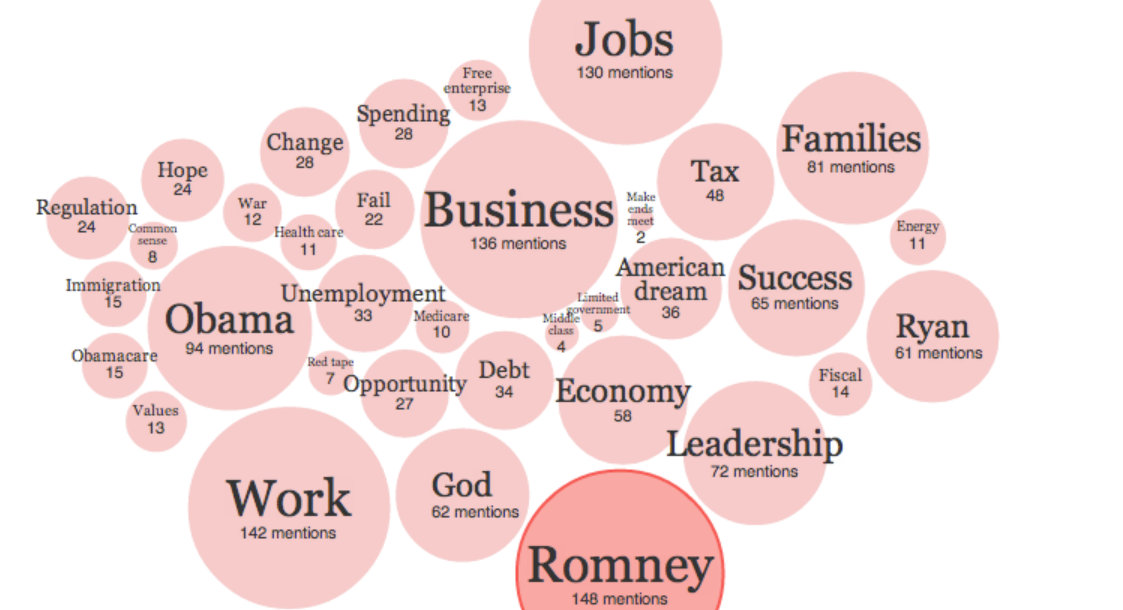 Jobs
130 mentions
Free
enterprise
13
Spending
28
Families
81 mentions
Change
28
Tax
48
Hope
24
Fail
22
Business
136 mentions
War
12
Make
ends
meet
2
Regulation
24
Common
sense
8
Health care
11
Energy
11
American
dream
36
Success
65 mentions
Immigration
15
Unemployment
33
Limited
government
5
Obama
94 mentions
Medicare
10
Middle
class
4
Ryan
61 mentions
Obamacare
15
Red tape
7
Opportunity
27
Debt
34
Economy
58
Fiscal
14
Values
13
Leadership
72 mentions
Work
142 mentions
God
62 mentions
Romney
148 mentions